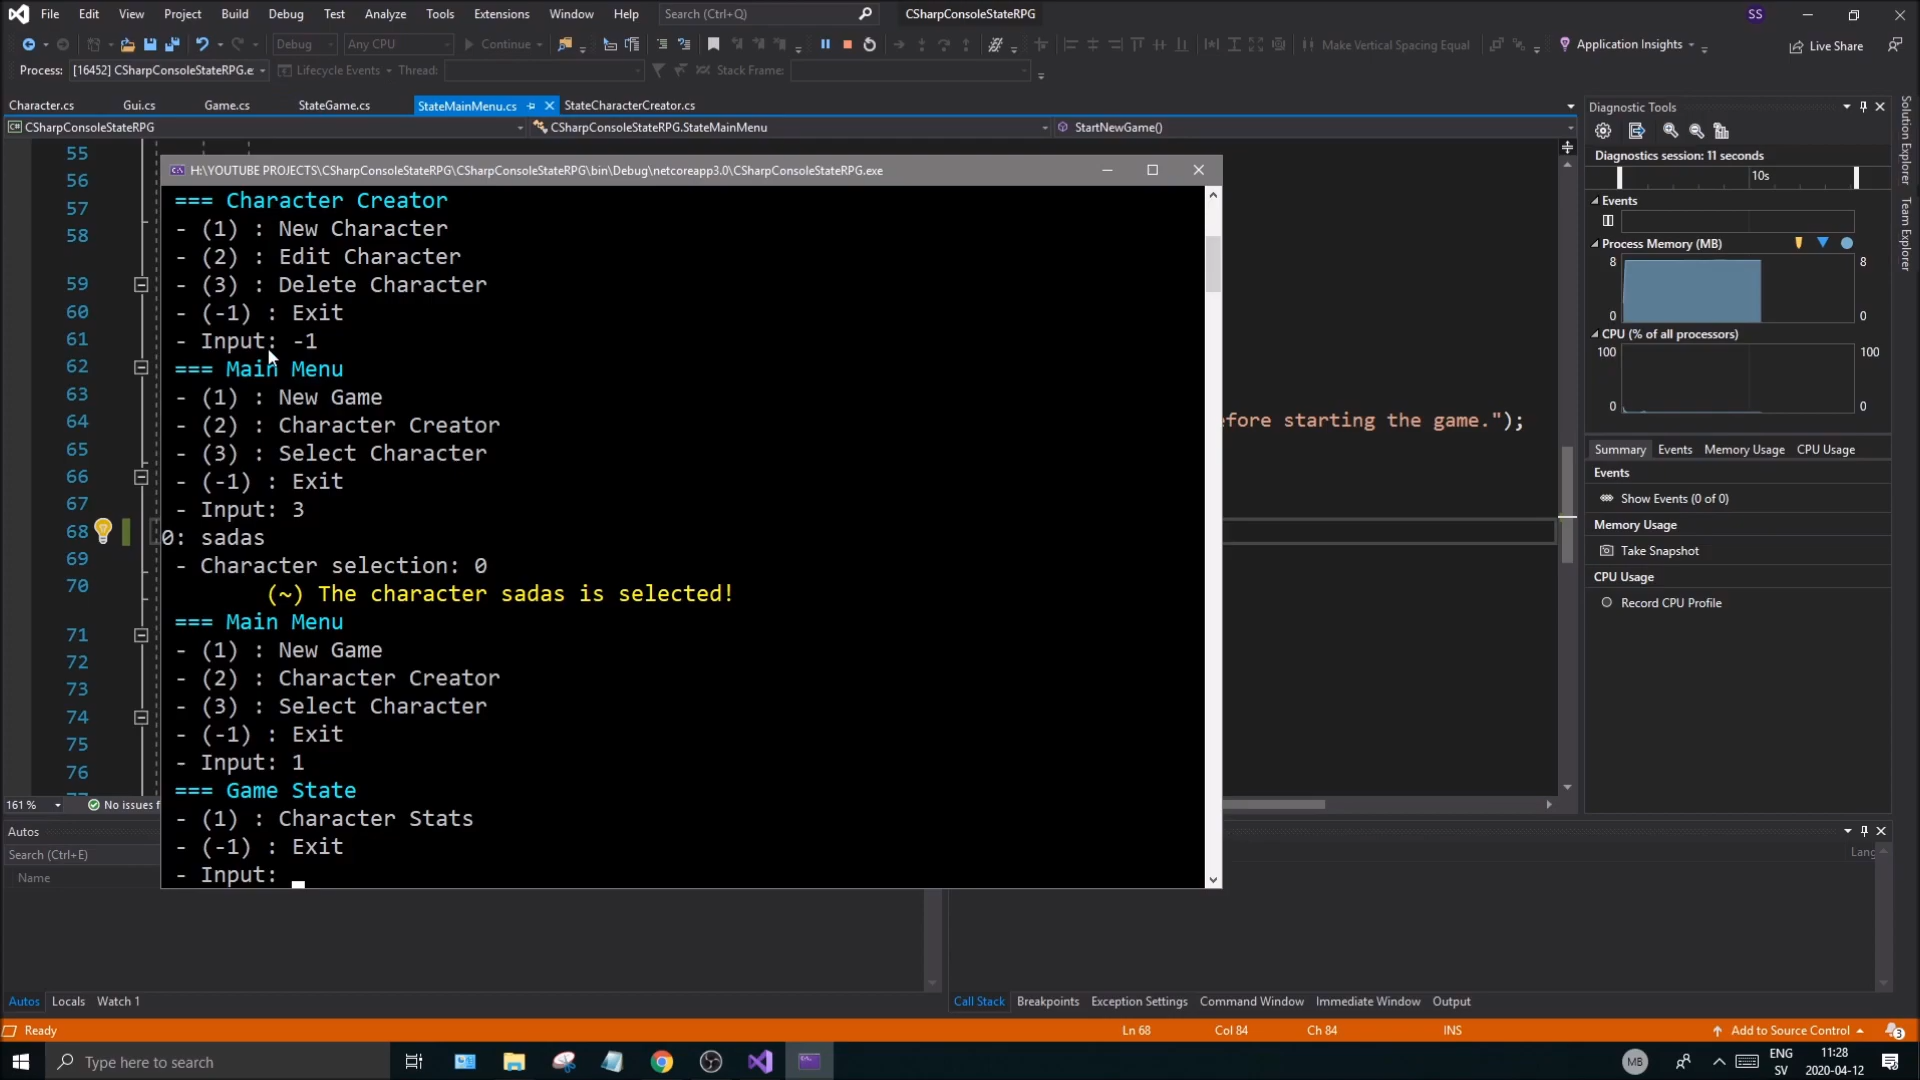 File Edit View Project Build Debug Test Analyze Tools Extensions Window Help Search (Ctrl+Q) CSharpConsoleStateRPG SS
Debug Any CPU Continue Make Vertical Spacing Equal Application Insights Live Share
Process: [16452] CSharpConsoleStateRPG.e Lifecycle Events Thread: Stack Frame:
Character.cs Gui.cs Game.cs StateGame.cs StateMainMenu.cs StateCharacterCreator.cs
CSharpConsoleStateRPG CSharpConsoleStateRPG.StateMainMenu StartNewGame()
55
56
57
58
59
60
61
62
63
64
65
66
67
68
69
70
71
72
73
74
75
76
H:\YOUTUBE PROJECTS\CSharpConsoleStateRPG\CSharpConsoleStateRPG\bin\Debug\netcoreapp3.0\CSharpConsoleStateRPG.exe
=== Character Creator
- (1) : New Character
- (2) : Edit Character
- (3) : Delete Character
- (-1) : Exit
- Input: -1
=== Main Menu
- (1) : New Game
- (2) : Character Creator
- (3) : Select Character
- (-1) : Exit
- Input: 3
0: sadas
- Character selection: 0
(~) The character sadas is selected!
=== Main Menu
- (1) : New Game
- (2) : Character Creator
- (3) : Select Character
- (-1) : Exit
- Input: 1
=== Game State
- (1) : Character Stats
- (-1) : Exit
- Input:
efore starting the game.");
Diagnostic Tools
Diagnostics session: 11 seconds
10s
Events
Process Memory (MB)
8 8
0 0
CPU (% of all processors)
100 100
0 0
Summary Events Memory Usage CPU Usage
Events
Show Events (0 of 0)
Memory Usage
Take Snapshot
CPU Usage
Record CPU Profile
Solution Explorer
Team Explorer
161 % No issues f
Autos
Search (Ctrl+E)
Name
Lang
Autos Locals Watch 1
Call Stack Breakpoints Exception Settings Command Window Immediate Window Output
Ready Ln 68 Col 84 Ch 84 INS Add to Source Control 3
Type here to search
MB ENG SV 11:28 2020-04-12